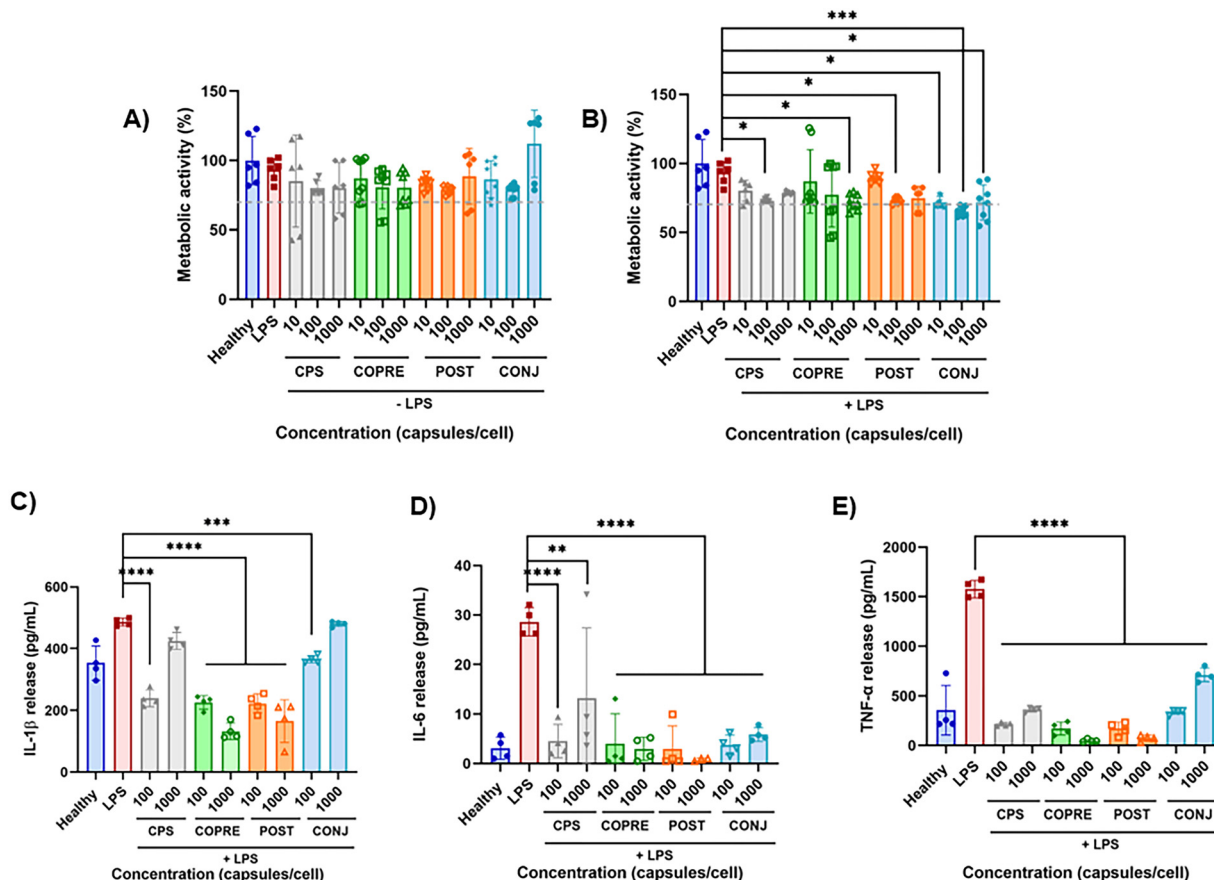 A)
Metabolic activity (%)
150
100
50
0
Healthy
LPS
10
100
1000
10
100
1000
10
100
1000
10
100
1000
CPS COPRE POST CONJ
- LPS
Concentration (capsules/cell)
B)
Metabolic activity (%)
150
100
50
0
***
*
*
*
*
*
Healthy
LPS
10
100
1000
10
100
1000
10
100
1000
10
100
1000
CPS COPRE POST CONJ
+ LPS
Concentration (capsules/cell)
C)
IL-1β release (pg/mL)
600
400
200
0
***
****
****
Healthy
LPS
100
1000
100
1000
100
1000
100
1000
CPS COPRE POST CONJ
+ LPS
Concentration (capsules/cell)
D)
IL-6 release (pg/mL)
40
30
20
10
0
****
**
****
Healthy
LPS
100
1000
100
1000
100
1000
100
1000
CPS COPRE POST CONJ
+ LPS
Concentration (capsules/cell)
E)
TNF-α release (pg/mL)
2000
1500
1000
500
0
****
Healthy
LPS
100
1000
100
1000
100
1000
100
1000
CPS COPRE POST CONJ
+ LPS
Concentration (capsules/cell)